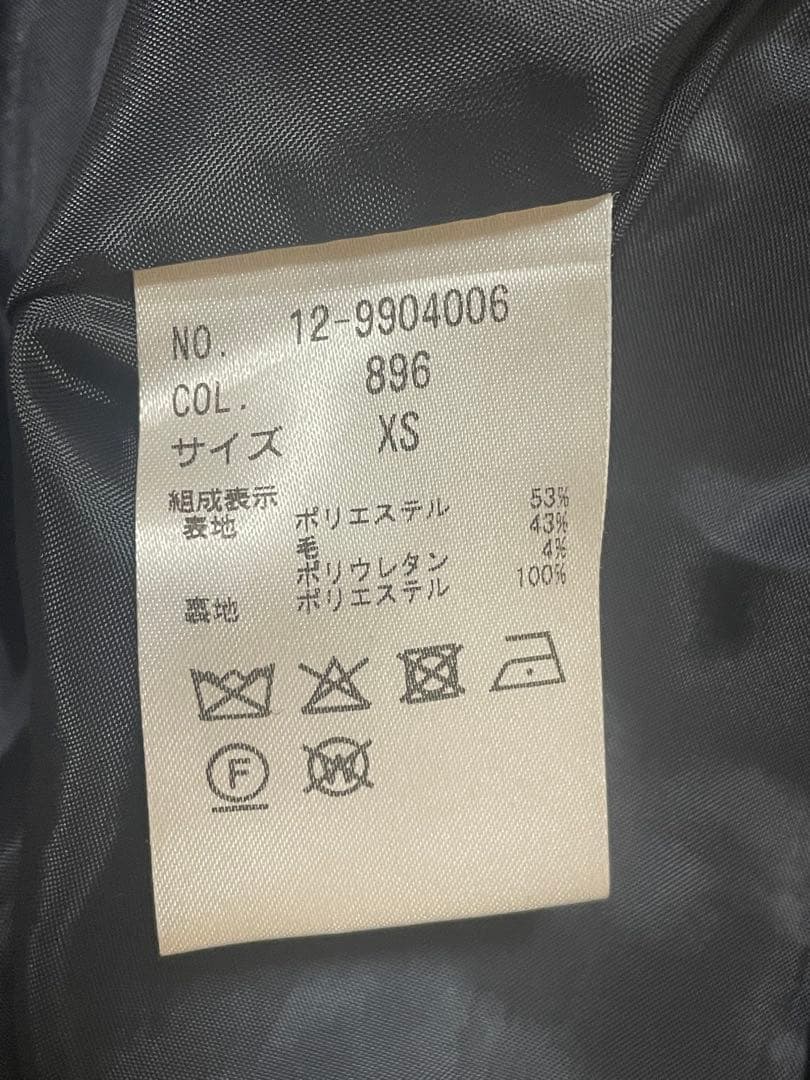 NO. 12-9904006
COL. 896
サイズ XS
組成表示
表地 ポリエステル 53%
毛 43%
ポリウレタン 4%
裏地 ポリエステル 100%
F
W